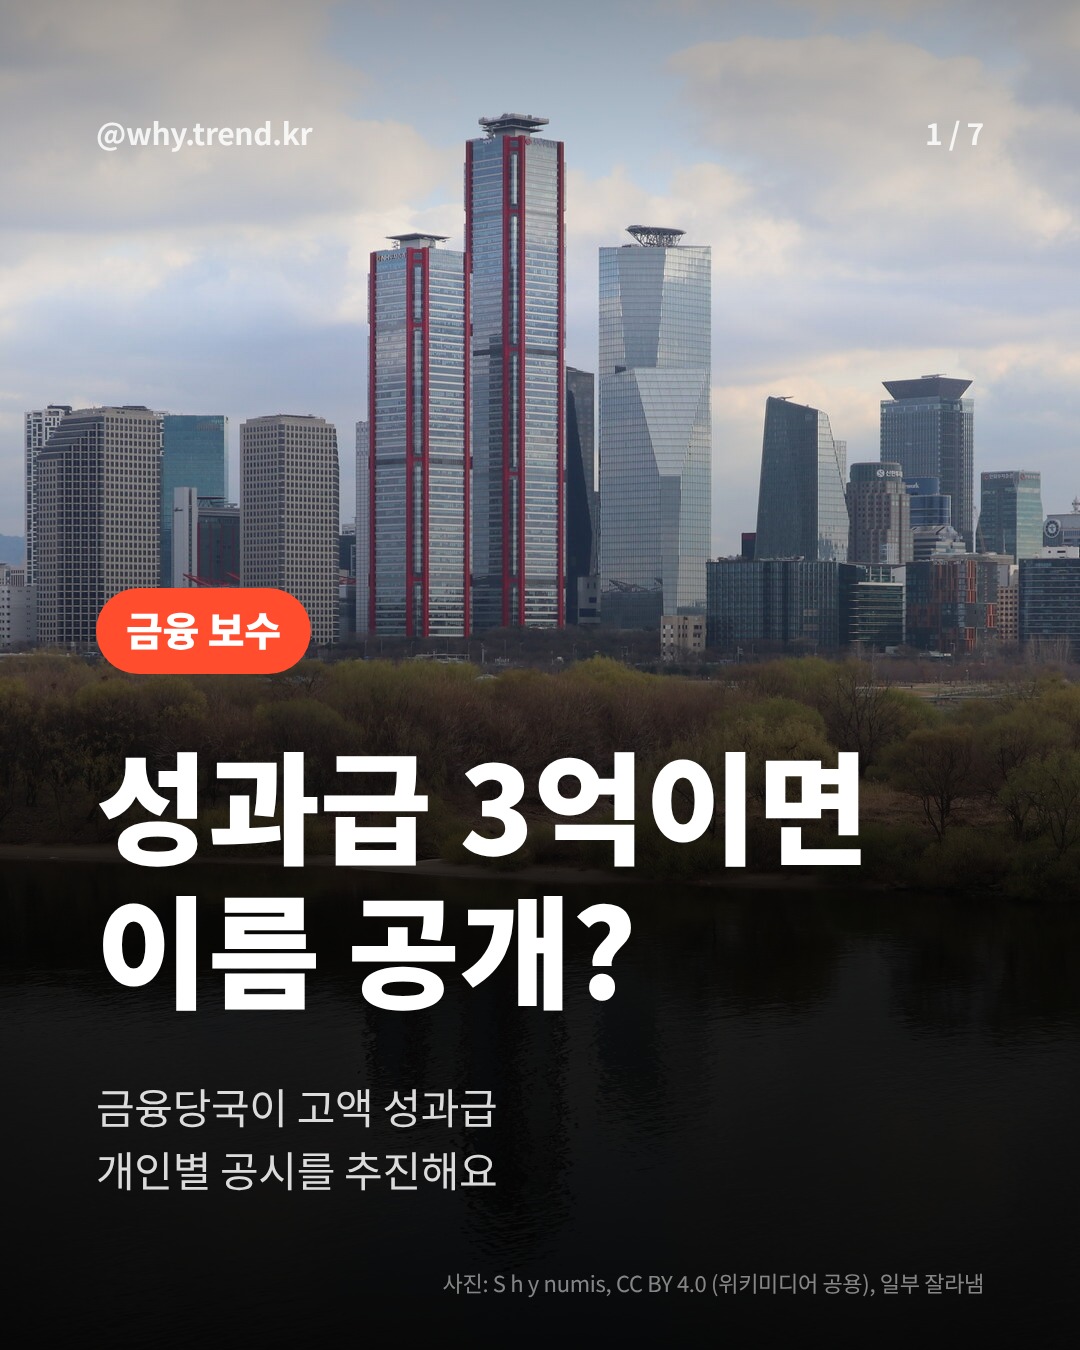 @why.trend.kr
1 / 7
금융 보수
성과급 3억이면
이름 공개?
금융당국이 고액 성과급
개인별 공시를 추진해요
사진: S h y numis, CC BY 4.0 (위키미디어 공용), 일부 잘라냄